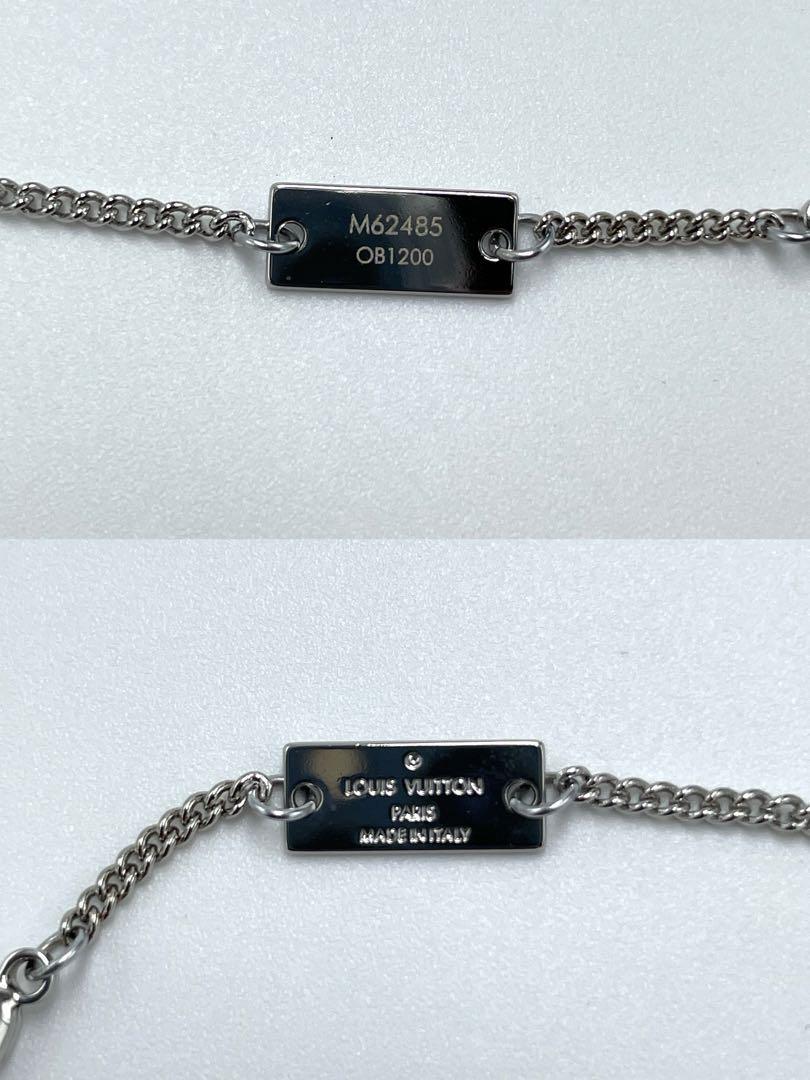 M62485
OB1200
LOUIS VUITTON
PARIS
MADE IN ITALY